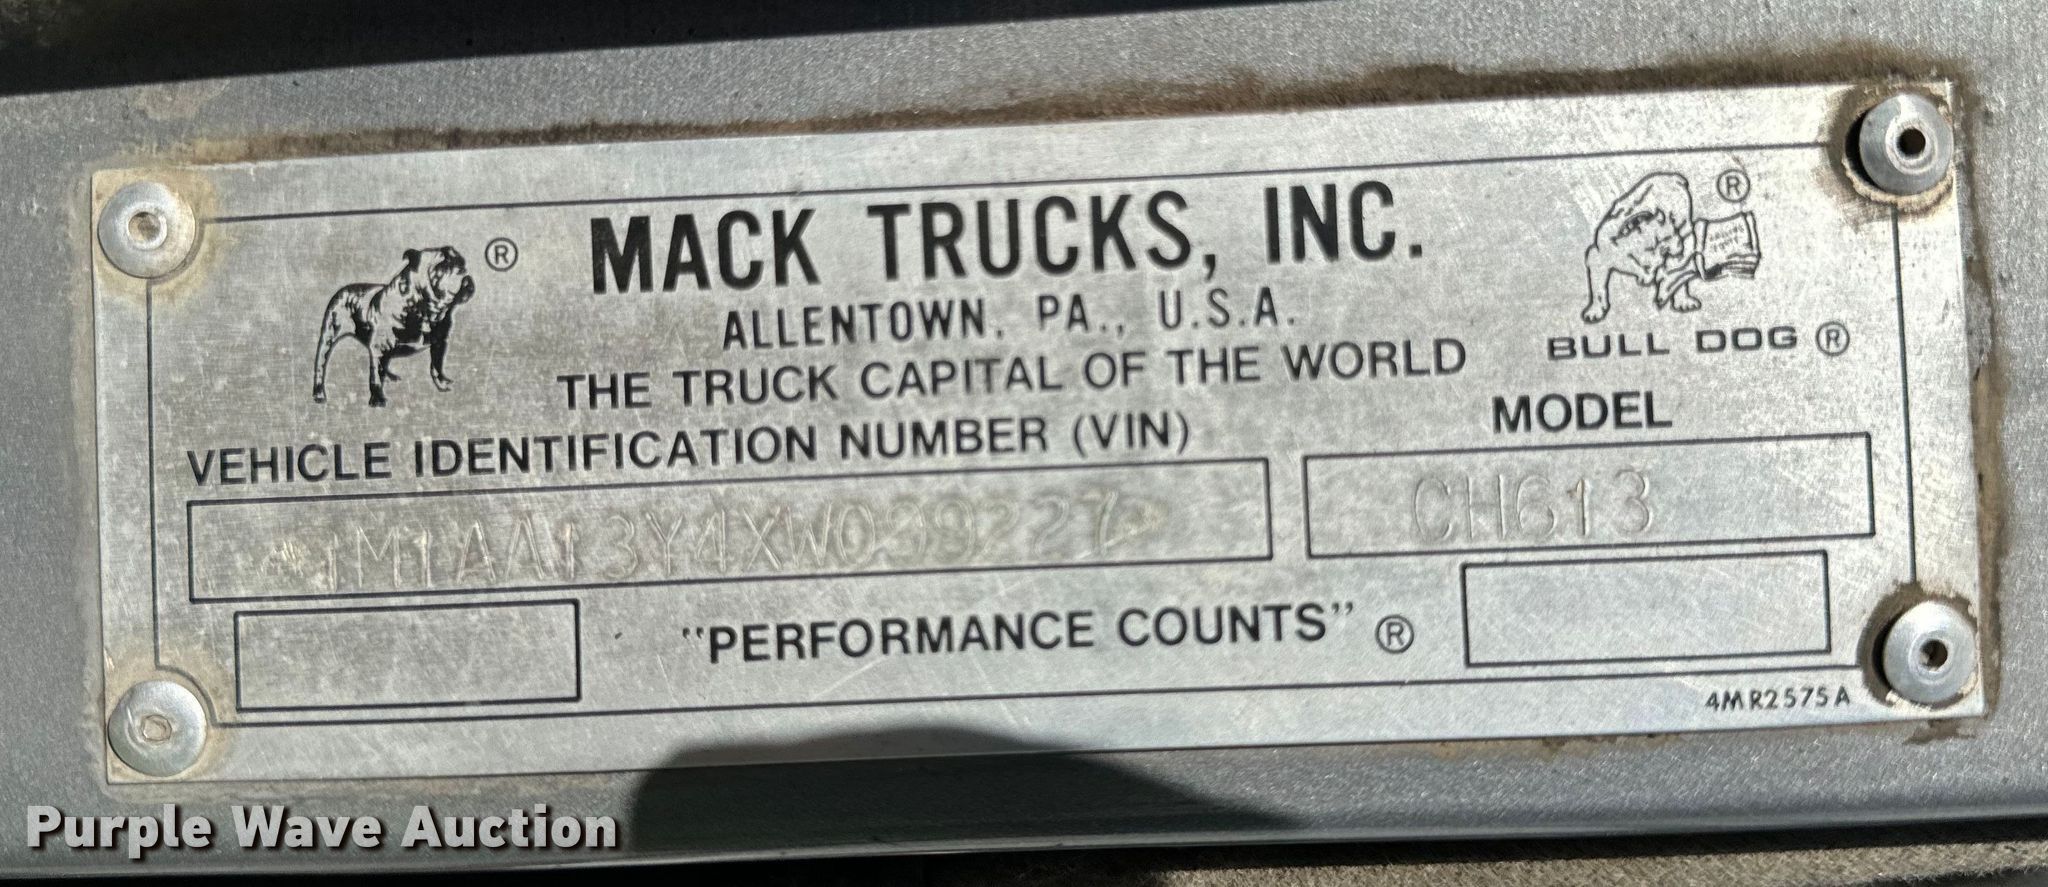 ® MACK TRUCKS, INC. ®
ALLENTOWN, PA., U.S.A.
BULL DOG ®
THE TRUCK CAPITAL OF THE WORLD
VEHICLE IDENTIFICATION NUMBER (VIN) MODEL
1M1AA13Y4XW099227 CH613
"PERFORMANCE COUNTS" ®
4MR2575A
Purple Wave Auction